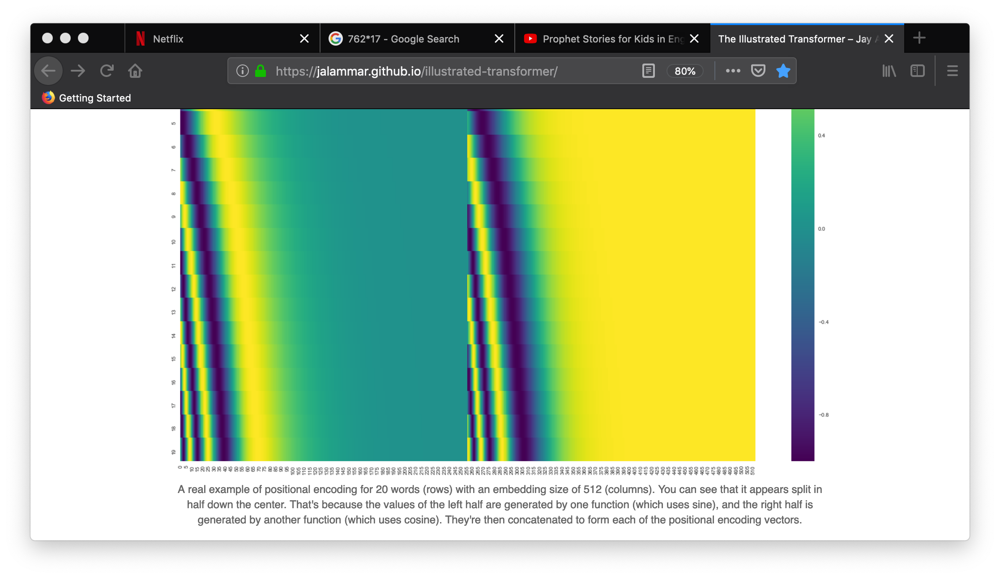 Netflix
762*17 - Google Search
Prophet Stories for Kids in Eng
The Illustrated Transformer – Jay A
https://jalammar.github.io/illustrated-transformer/
80%
Getting Started
5
6
7
8
9
10
11
12
13
14
15
16
17
18
19
0.4
0.0
−0.4
−0.8
0 5 10 15 20 25 30 35 40 45 50 55 60 65 70 75 80 85 90 95 100 105 110 115 120 125 130 135 140 145 150 155 160 165 170 175 180 185 190 195 200 205 210 215 220 225 230 235 240 245 250 255 260 265 270 275 280 285 290 295 300 305 310 315 320 325 330 335 340 345 350 355 360 365 370 375 380 385 390 395 400 405 410 415 420 425 430 435 440 445 450 455 460 465 470 475 480 485 490 495 500 505 510
A real example of positional encoding for 20 words (rows) with an embedding size of 512 (columns). You can see that it appears split in
half down the center. That's because the values of the left half are generated by one function (which uses sine), and the right half is
generated by another function (which uses cosine). They're then concatenated to form each of the positional encoding vectors.